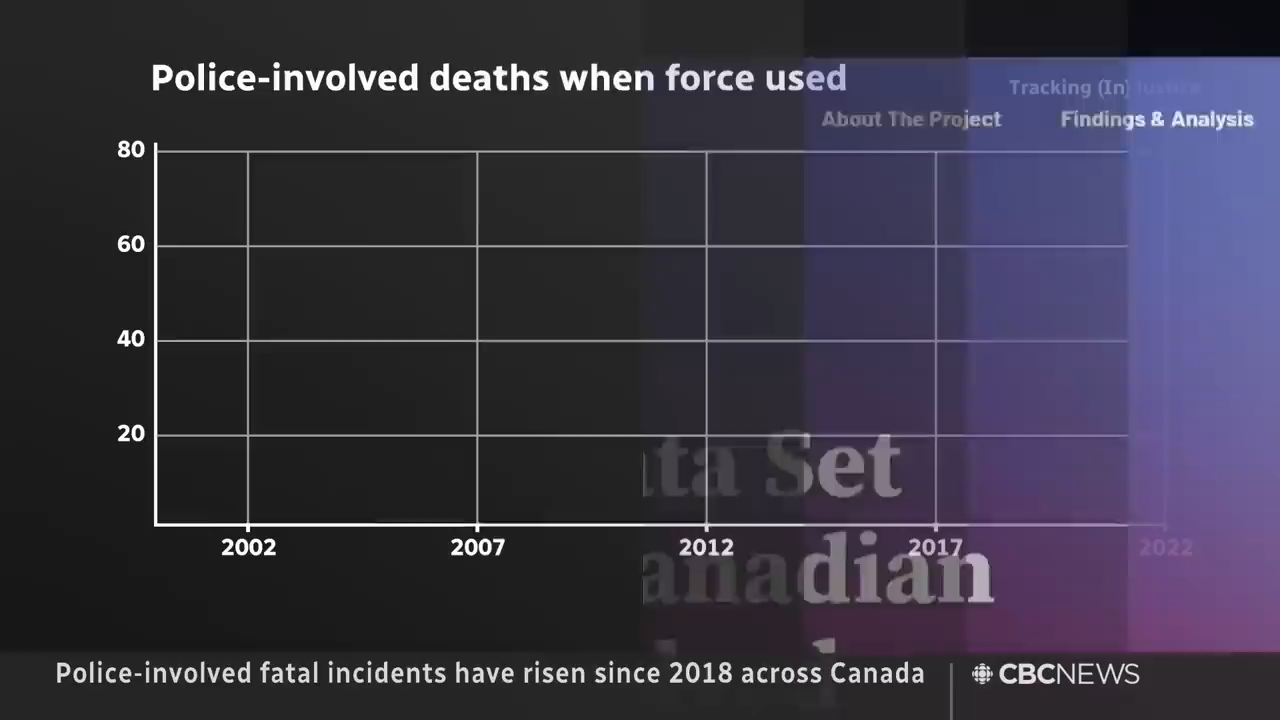 Police-involved deaths when force used
Tracking (In) Justice
About The Project Findings & Analysis
80
60
40
20
Set
anadian
2002 2007 2012 2017 2022
Police-involved fatal incidents have risen since 2018 across Canada
CBCNEWS